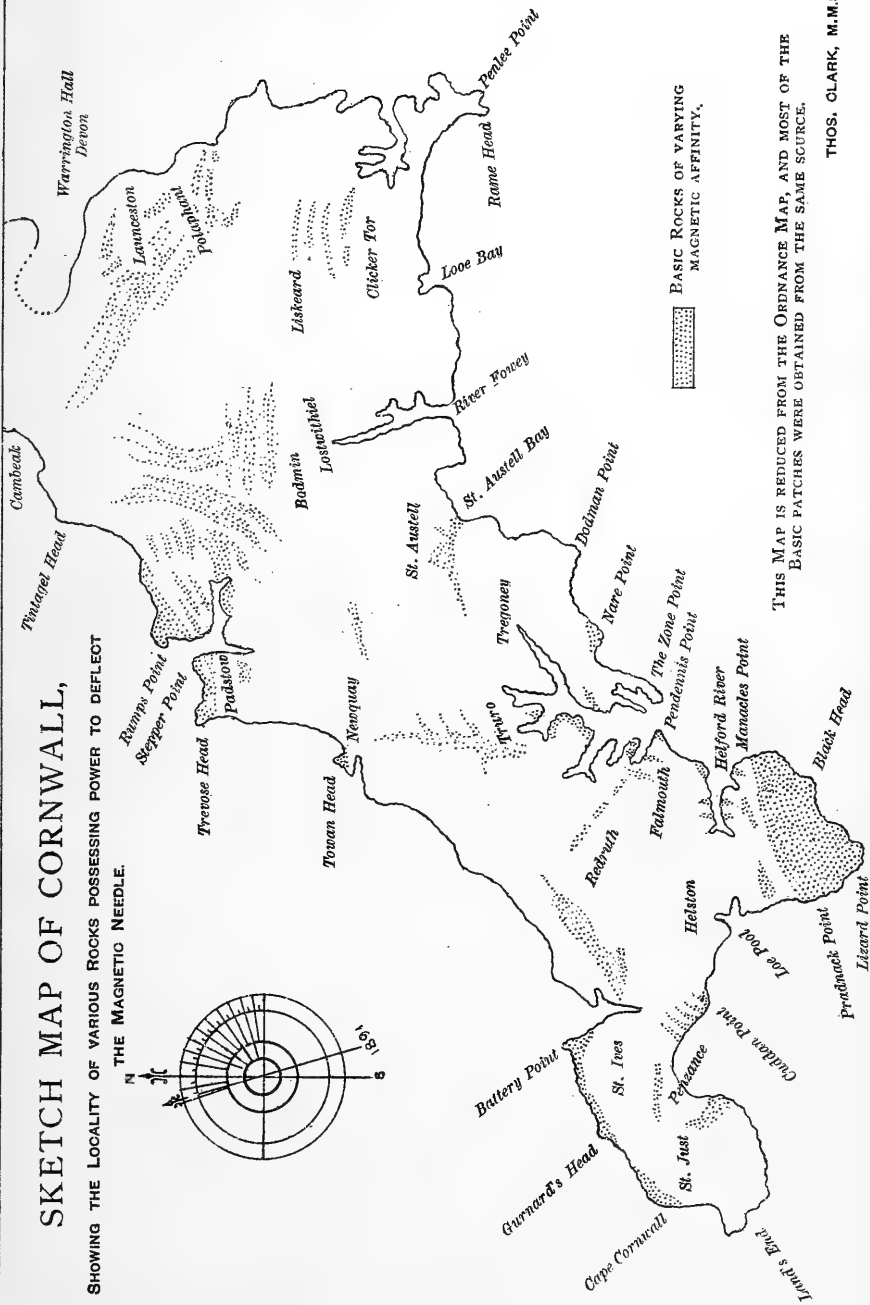 SKETCH MAP OF CORNWALL,
SHOWING THE LOCALITY OF VARIOUS ROCKS POSSESSING POWER TO DEFLECT
THE MAGNETIC NEEDLE.
N
S
1891
Cambeak
Tintagel Head
Warrington Hall
Devon
Launceston
Polaphant
Rumps Point
Stepper Point
Trevose Head
Padstow
Liskeard
Clicker Tor
Badmin
Lostwithiel
Penlee Point
Rame Head
Looe Bay
River Fowey
St. Austell Bay
St. Austell
Newquay
Towan Head
Dodman Point
Tregoney
Nare Point
Truro
The Zone Point
Pendennis Point
Falmouth
Redruth
Helford River
Manacles Point
Black Head
Helston
Loe Pool
Pradnack Point
Lizard Point
Battery Point
St. Ives
Gurnard's Head
Penzance
Cuddan Point
St. Just
Cape Cornwall
Land's End
BASIC ROCKS OF VARYING
MAGNETIC AFFINITY.
THIS MAP IS REDUCED FROM THE ORDNANCE MAP, AND MOST OF THE
BASIC PATCHES WERE OBTAINED FROM THE SAME SOURCE.
THOS. CLARK, M.M.